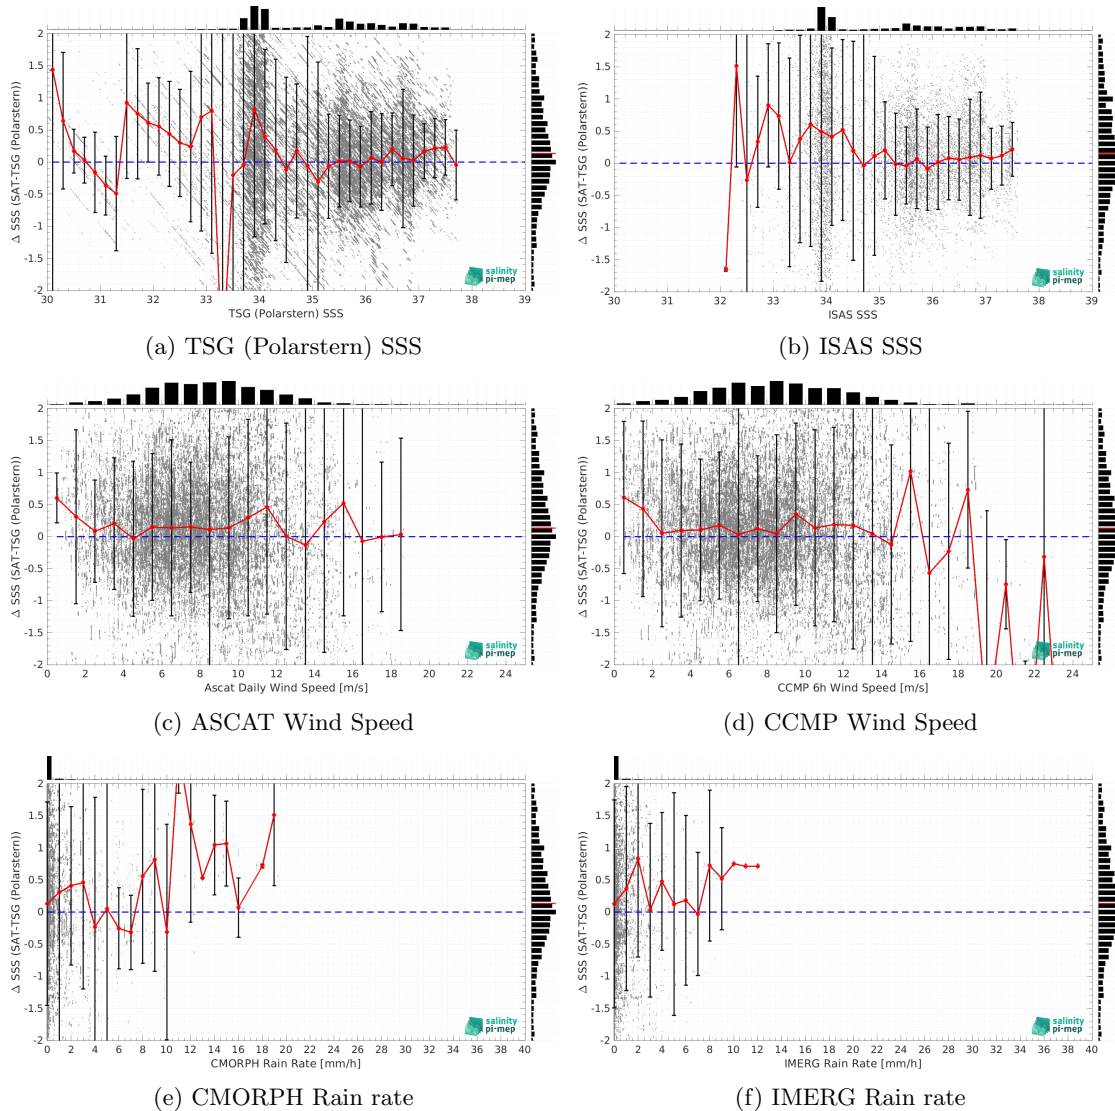 2
1.5
1
0.5
0
-0.5
-1
-1.5
-2
Δ SSS (SAT-TSG (Polarstern))
salinity
pi-mep
30 31 32 33 34 35 36 37 38 39
TSG (Polarstern) SSS
(a) TSG (Polarstern) SSS
2
1.5
1
0.5
0
-0.5
-1
-1.5
-2
Δ SSS (SAT-TSG (Polarstern))
salinity
pi-mep
30 31 32 33 34 35 36 37 38 39
ISAS SSS
(b) ISAS SSS
2
1.5
1
0.5
0
-0.5
-1
-1.5
-2
Δ SSS (SAT-TSG (Polarstern))
salinity
pi-mep
0 2 4 6 8 10 12 14 16 18 20 22 24
Ascat Daily Wind Speed [m/s]
(c) ASCAT Wind Speed
2
1.5
1
0.5
0
-0.5
-1
-1.5
-2
Δ SSS (SAT-TSG (Polarstern))
salinity
pi-mep
0 2 4 6 8 10 12 14 16 18 20 22 24
CCMP 6h Wind Speed [m/s]
(d) CCMP Wind Speed
2
1.5
1
0.5
0
-0.5
-1
-1.5
-2
Δ SSS (SAT-TSG (Polarstern))
salinity
pi-mep
0 2 4 6 8 10 12 14 16 18 20 22 24 26 28 30 32 34 36 38 40
CMORPH Rain Rate [mm/h]
(e) CMORPH Rain rate
2
1.5
1
0.5
0
-0.5
-1
-1.5
-2
Δ SSS (SAT-TSG (Polarstern))
salinity
pi-mep
0 2 4 6 8 10 12 14 16 18 20 22 24 26 28 30 32 34 36 38 40
IMERG Rain Rate [mm/h]
(f) IMERG Rain rate